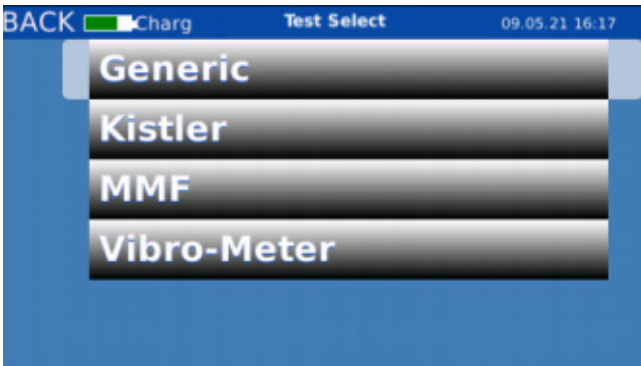 BACK Charg Test Select 09.05.21 16:17
Generic
Kistler
MMF
Vibro-Meter